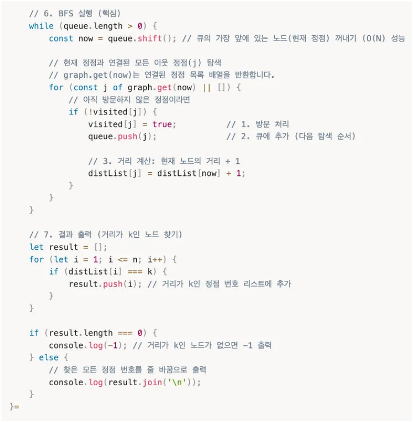 // 6. BFS 실행 (핵심)
while (queue.length > 0) {
const now = queue.shift(); // 큐의 가장 앞에 있는 노드(현재 정점) 꺼내기 (O(N) 성능
// 현재 정점과 연결된 모든 이웃 정점(j) 탐색
// graph.get(now)는 연결된 정점 목록 배열을 반환합니다.
for (const j of graph.get(now) || []) {
// 아직 방문하지 않은 정점이라면
if (!visited[j]) {
visited[j] = true; // 1. 방문 처리
queue.push(j); // 2. 큐에 추가 (다음 탐색 순서)
// 3. 거리 계산: 현재 노드의 거리 + 1
distList[j] = distList[now] + 1;
}
}
}
// 7. 결과 출력 (거리가 k인 노드 찾기)
let result = [];
for (let i = 1; i <= n; i++) {
if (distList[i] === k) {
result.push(i); // 거리가 k인 정점 번호 리스트에 추가
}
}
if (result.length === 0) {
console.log(-1); // 거리가 k인 노드가 없으면 -1 출력
} else {
// 찾은 모든 정점 번호를 줄 바꿈으로 출력
console.log(result.join('\n'));
}
}=